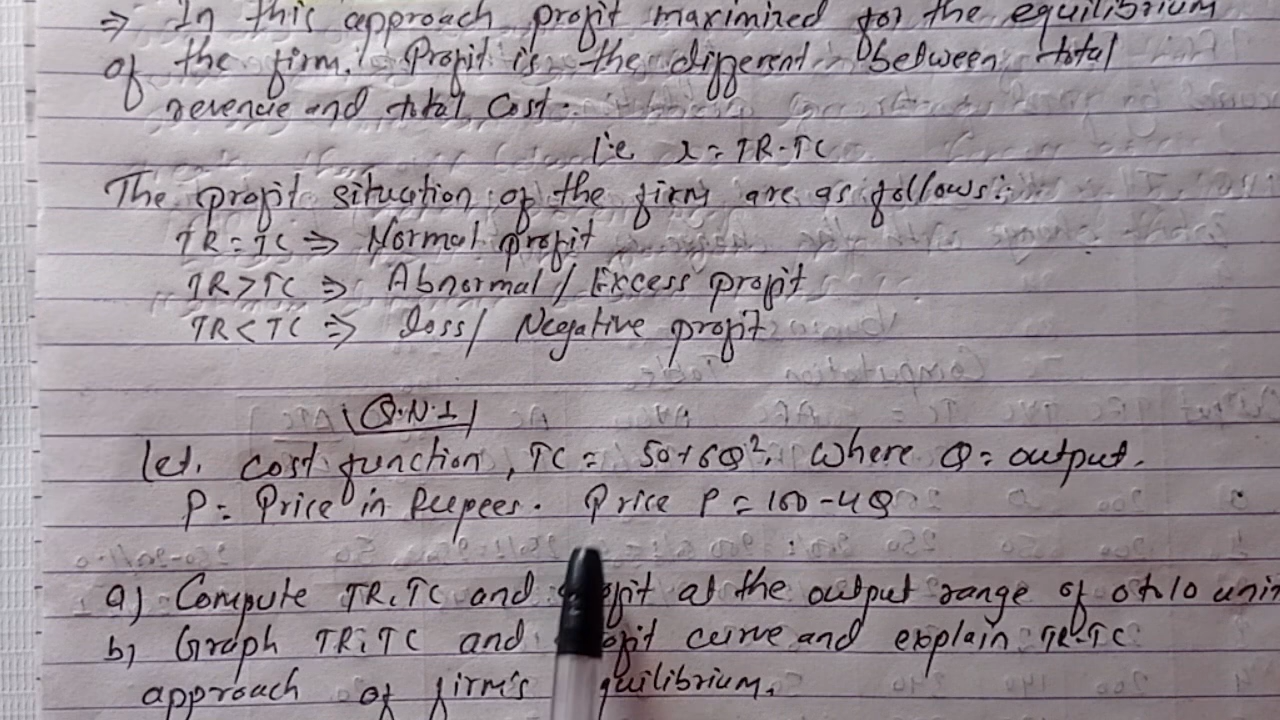 ⇒ In this approach profit maximized for the equilibrium
of the firm. Profit is the different between total
revenue and total cost.
i.e λ = TR-TC
The profit situation of the firm are as follows:
TR = TC ⇒ Normal profit
TR > TC ⇒ Abnormal / Excess profit
TR < TC ⇒ Loss / Negative profit
Q.N.1
Let. cost function, TC = 50+6Q². Where Q = output.
P = Price in Rupees. Price P = 100-4Q
a) Compute TR, TC and profit at the output range of 0 to 10 unit
b) Graph TR, TC and profit curve and explain TR-TC
approach of firm's equilibrium.